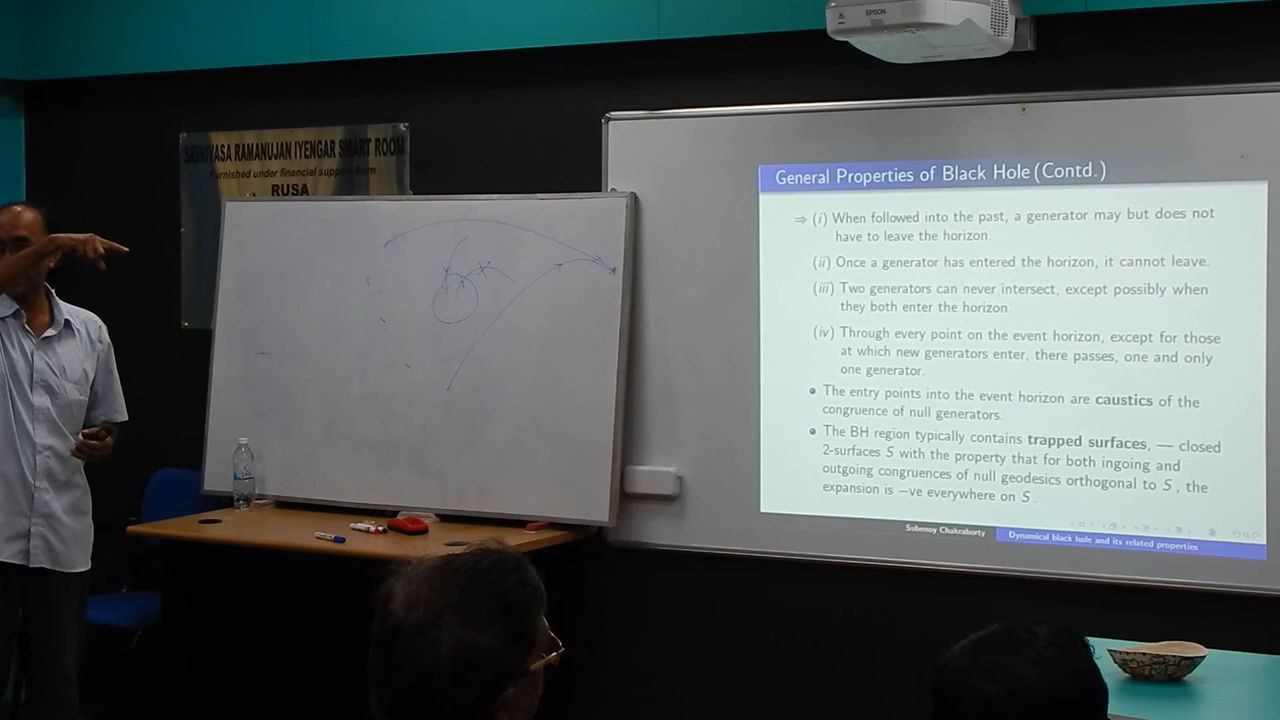 EPSON
SRINIVASA RAMANUJAN IYENGAR SMART ROOM
Furnished under financial support from
RUSA
General Properties of Black Hole (Contd.)
⇒ (i) When followed into the past, a generator may but does not
have to leave the horizon.
(ii) Once a generator has entered the horizon, it cannot leave.
(iii) Two generators can never intersect, except possibly when
they both enter the horizon.
(iv) Through every point on the event horizon, except for those
at which new generators enter, there passes, one and only
one generator.
The entry points into the event horizon are caustics of the
congruence of null generators.
The BH region typically contains trapped surfaces, — closed
2-surfaces S with the property that for both ingoing and
outgoing congruences of null geodesics orthogonal to S, the
expansion is −ve everywhere on S.
Subenoy Chakraborty
Dynamical black hole and its related properties